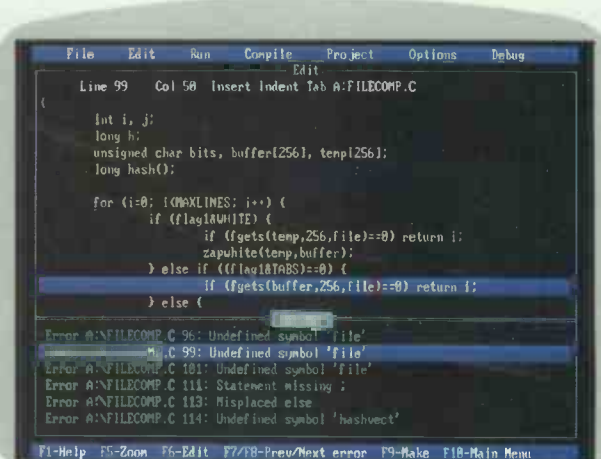 File Edit Run Compile Project Options Debug
Edit
Line 99 Col 50 Insert Indent Tab A:FILECOMP.C
{
int i, j;
long h;
unsigned char bits, buffer[256], temp[256];
long hash();
for (i=0; i<MAXLINES; i++) {
if (flag1&WHITE) {
if (fgets(temp,256,file)==0) return i;
zapwhite(temp,buffer);
} else if ((flag1&TABS)==0) {
if (fgets(buffer,256,file)==0) return i;
} else {
Error A:\FILECOMP.C 96: Undefined symbol 'file'
.C 99: Undefined symbol 'file'
Error A:\FILECOMP.C 101: Undefined symbol 'file'
Error A:\FILECOMP.C 111: Statement missing ;
Error A:\FILECOMP.C 113: Misplaced else
Error A:\FILECOMP.C 114: Undefined symbol 'hashvect'
F1-Help F5-Zoom F6-Edit F7/F8-Prev/Next error F9-Make F10-Main Menu